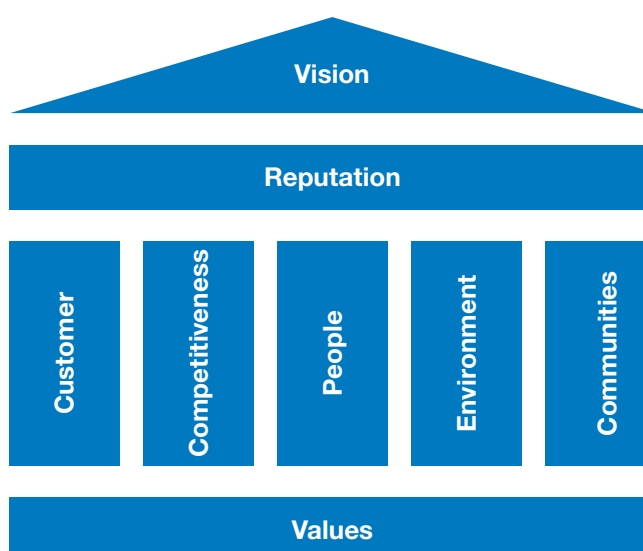 Vision
Reputation
Customer
Competitiveness
People
Environment
Communities
Values